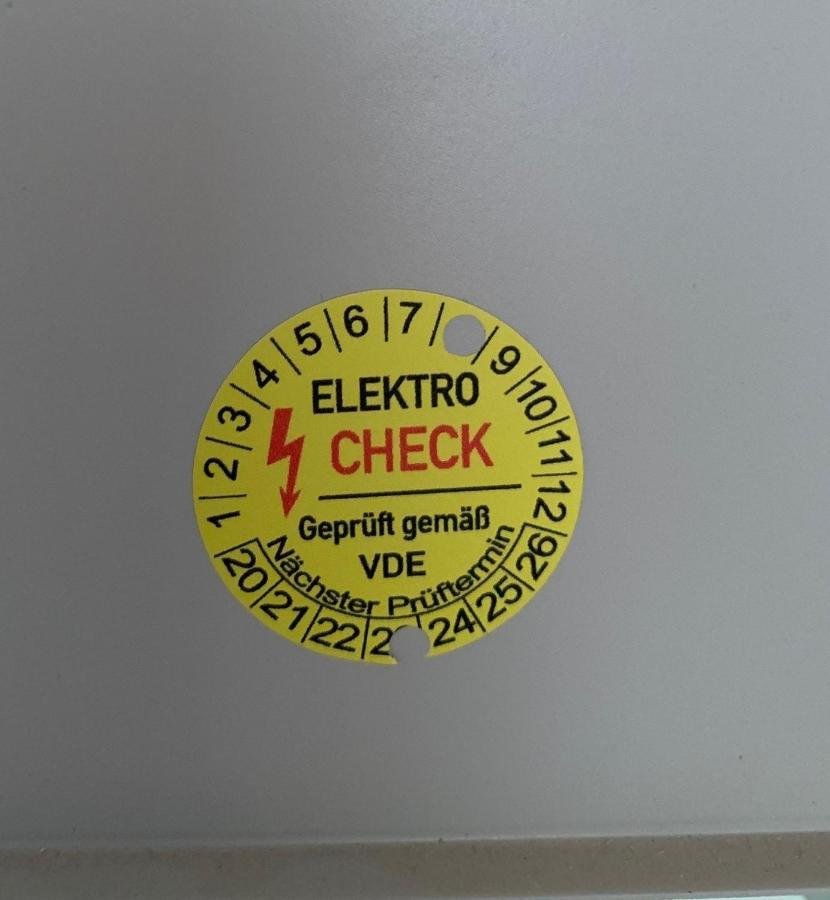 1 | 2 | 3 | 4 | 5 | 6 | 7 | | 9 | 10 | 11 | 12
ELEKTRO
CHECK
Geprüft gemäß
VDE
Nächster Prüftermin
20 | 21 | 22 | 2 | 24 | 25 | 26